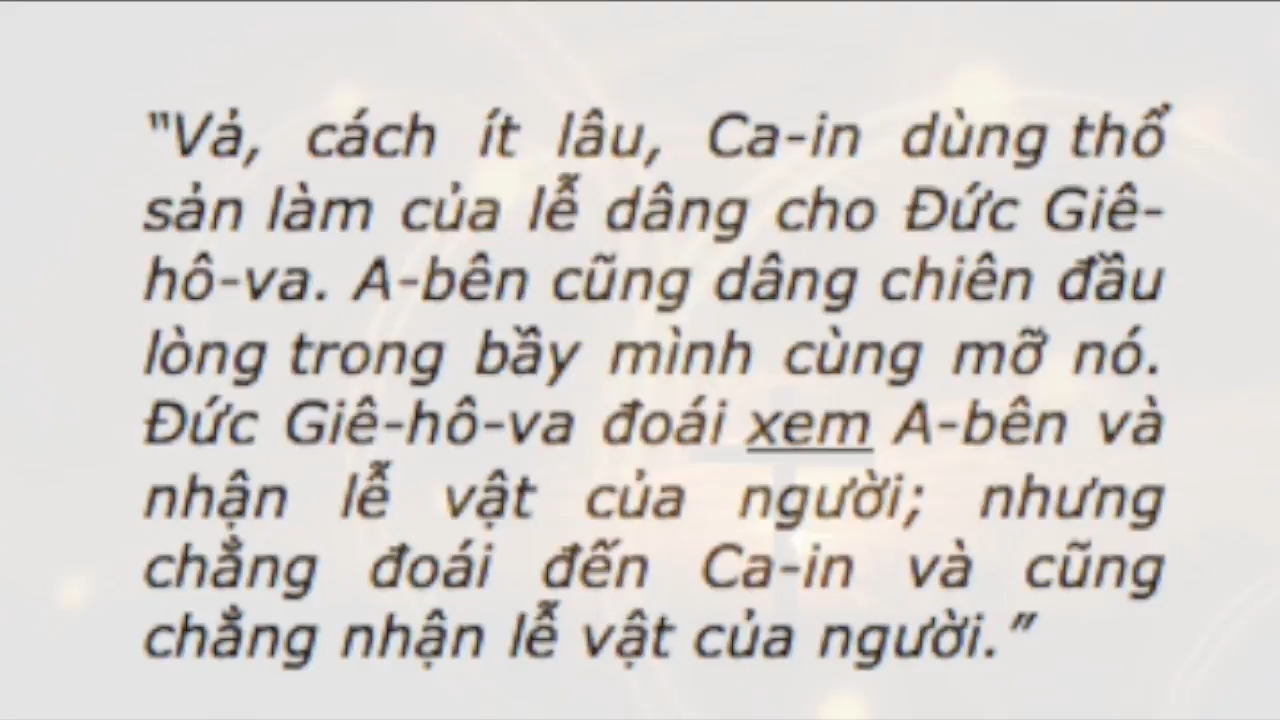 “Vả, cách ít lâu, Ca-in dùng thổ
sản làm của lễ dâng cho Đức Giê-
hô-va. A-bên cũng dâng chiên đầu
lòng trong bầy mình cùng mỡ nó.
Đức Giê-hô-va đoái xem A-bên và
nhận lễ vật của người; nhưng
chẳng đoái đến Ca-in và cũng
chẳng nhận lễ vật của người.”